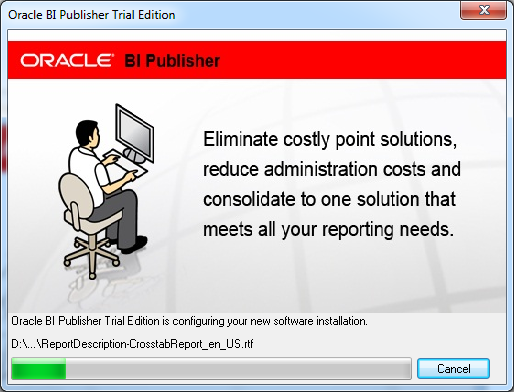 Oracle BI Publisher Trial Edition
ORACLE® BI Publisher
Eliminate costly point solutions,
reduce administration costs and
consolidate to one solution that
meets all your reporting needs.
Oracle BI Publisher Trial Edition is configuring your new software installation.
D:\...\ReportDescription-CrosstabReport_en_US.rtf
Cancel